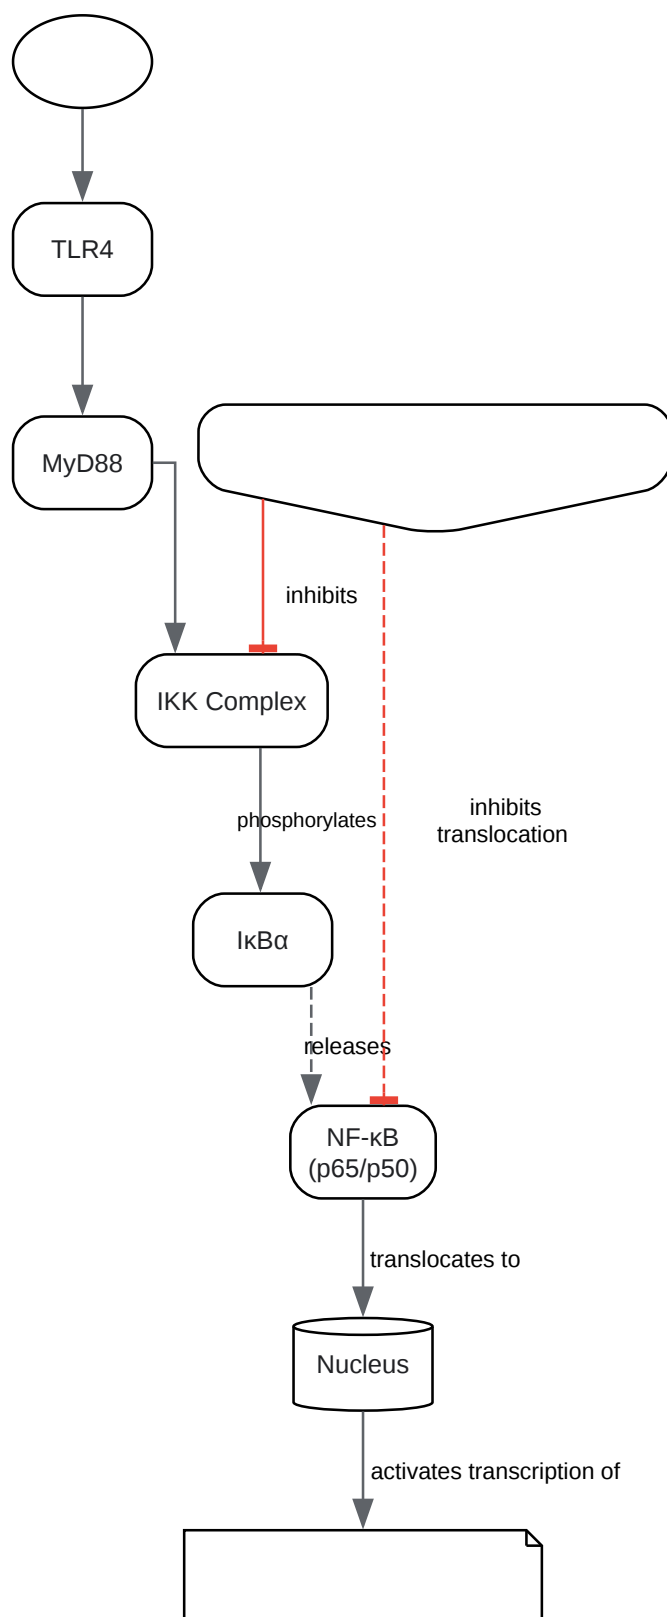 TLR4
MyD88
inhibits
IKK Complex
phosphorylates
inhibits
translocation
IκBα
releases
NF-κB
(p65/p50)
translocates to
Nucleus
activates transcription of